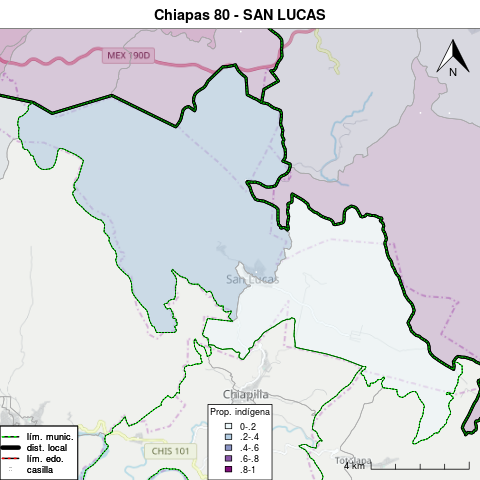 Chiapas 80 - SAN LUCAS
MEX 190D
N
San Lucas
Chiapilla
Prop. indígena
0-.2
.2-.4
.4-.6
.6-.8
.8-1
lím. munic.
dist. local
lím. edo.
casilla
CHIS 101
Totolapa
4 km